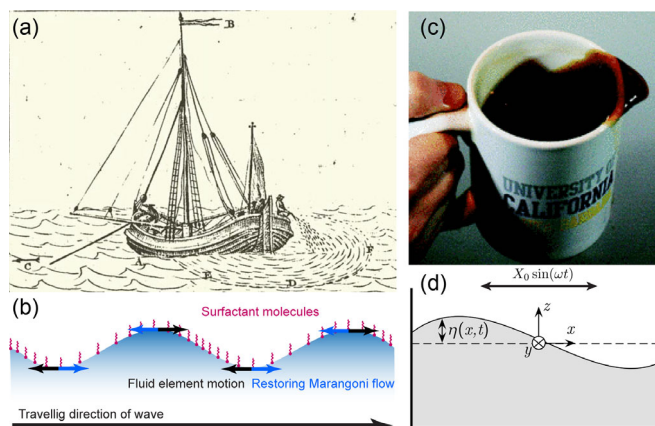 (a)
B
C
A
E
D
F
(b)
Surfactant molecules
Fluid element motion Restoring Marangoni flow
Travellig direction of wave
(c)
UNIVERSITY OF
CALIFORNIA
(d)
X₀ sin(ωt)
z
η(x,t)
x
y